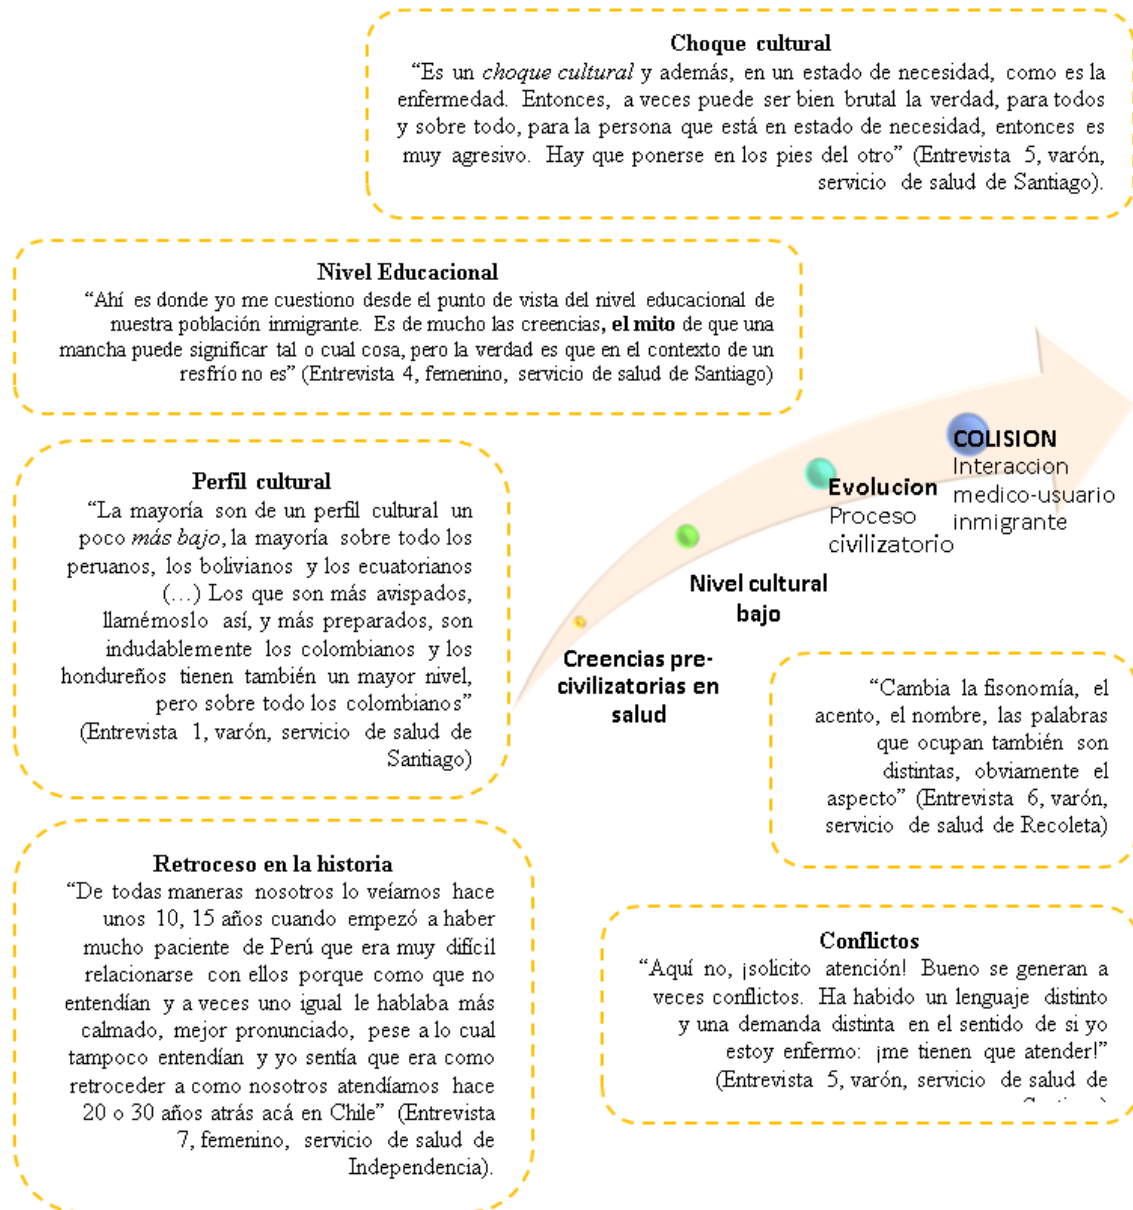 Choque cultural
“Es un choque cultural y además, en un estado de necesidad, como es la
enfermedad. Entonces, a veces puede ser bien brutal la verdad, para todos
y sobre todo, para la persona que está en estado de necesidad, entonces es
muy agresivo. Hay que ponerse en los pies del otro” (Entrevista 5, varón,
servicio de salud de Santiago).
Nivel Educacional
“Ahí es donde yo me cuestiono desde el punto de vista del nivel educacional de
nuestra población inmigrante. Es de mucho las creencias, el mito de que una
mancha puede significar tal o cual cosa, pero la verdad es que en el contexto de un
resfrío no es” (Entrevista 4, femenino, servicio de salud de Santiago)
Perfil cultural
“La mayoría son de un perfil cultural un
poco más bajo, la mayoría sobre todo los
peruanos, los bolivianos y los ecuatorianos
(…) Los que son más avispados,
llamémoslo así, y más preparados, son
indudablemente los colombianos y los
hondureños tienen también un mayor nivel,
pero sobre todo los colombianos”
(Entrevista 1, varón, servicio de salud de
Santiago)
COLISION
Interaccion
medico-usuario
inmigrante
Evolucion
Proceso
civilizatorio
Nivel cultural
bajo
Creencias pre-
civilizatorias en
salud
“Cambia la fisonomía, el
acento, el nombre, las palabras
que ocupan también son
distintas, obviamente el
aspecto” (Entrevista 6, varón,
servicio de salud de Recoleta)
Retroceso en la historia
“De todas maneras nosotros lo veíamos hace
unos 10, 15 años cuando empezó a haber
mucho paciente de Perú que era muy difícil
relacionarse con ellos porque como que no
entendían y a veces uno igual le hablaba más
calmado, mejor pronunciado, pese a lo cual
tampoco entendían y yo sentía que era como
retroceder a como nosotros atendíamos hace
20 o 30 años atrás acá en Chile” (Entrevista
7, femenino, servicio de salud de
Independencia).
Conflictos
“Aquí no, ¡solicito atención! Bueno se generan a
veces conflictos. Ha habido un lenguaje distinto
y una demanda distinta en el sentido de si yo
estoy enfermo: ¡me tienen que atender!”
(Entrevista 5, varón, servicio de salud de